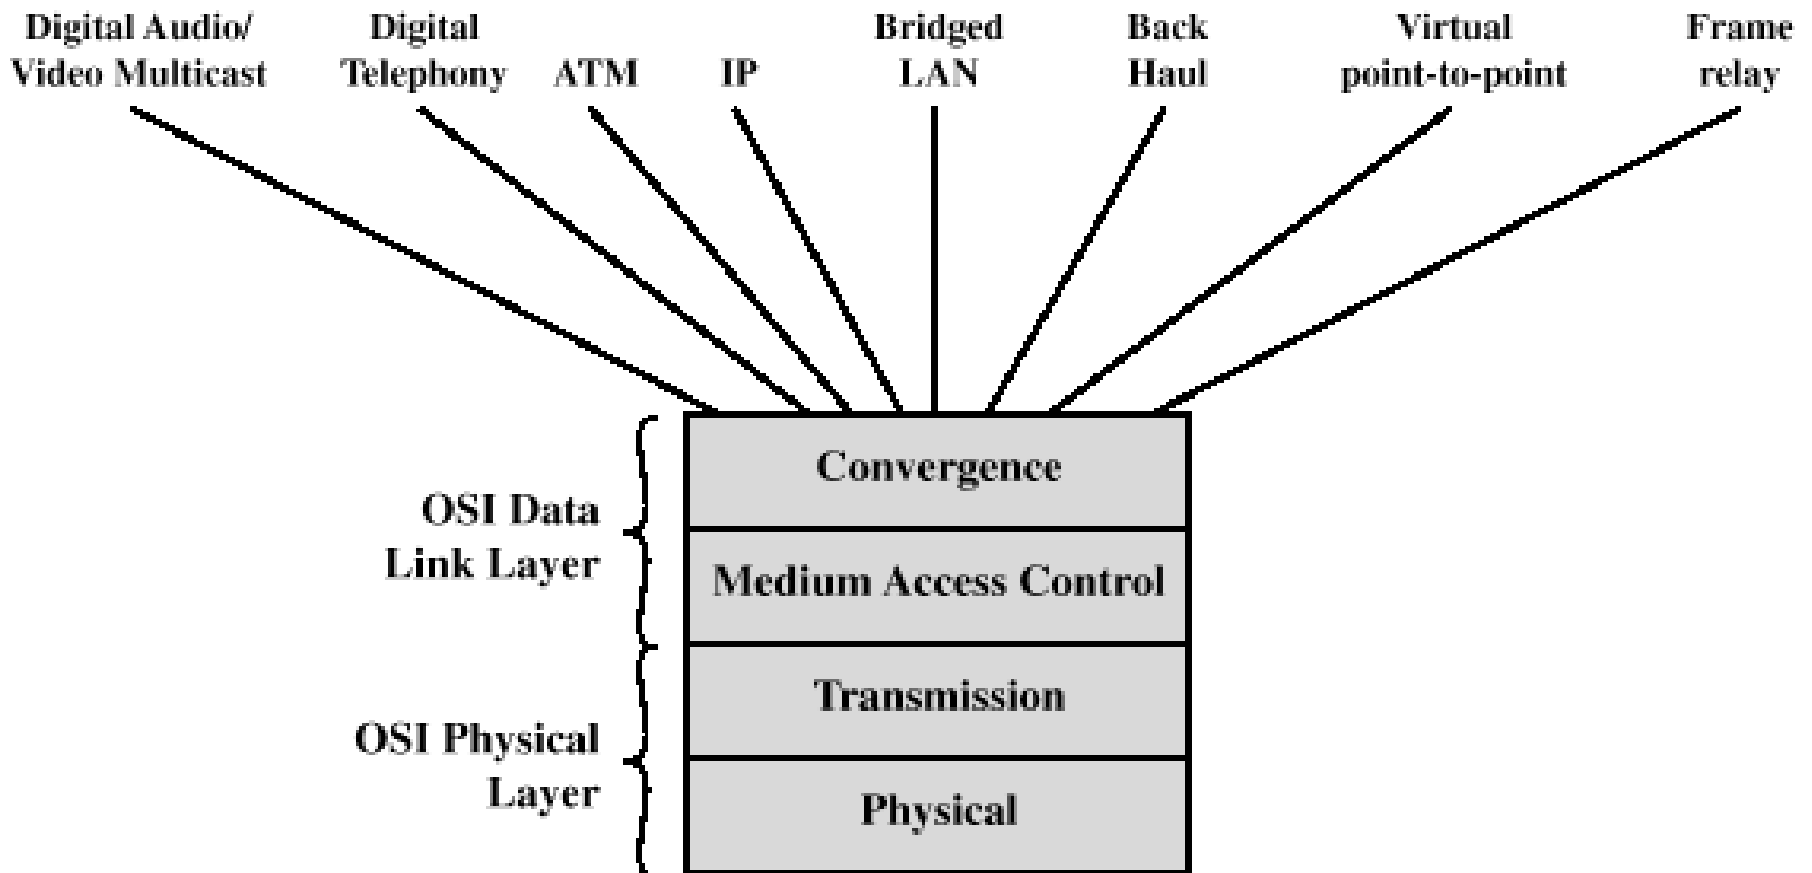 Digital Audio/
Video Multicast
Digital
Telephony
ATM
IP
Bridged
LAN
Back
Haul
Virtual
point-to-point
Frame
relay
Convergence
OSI Data
Link Layer
Medium Access Control
Transmission
OSI Physical
Layer
Physical